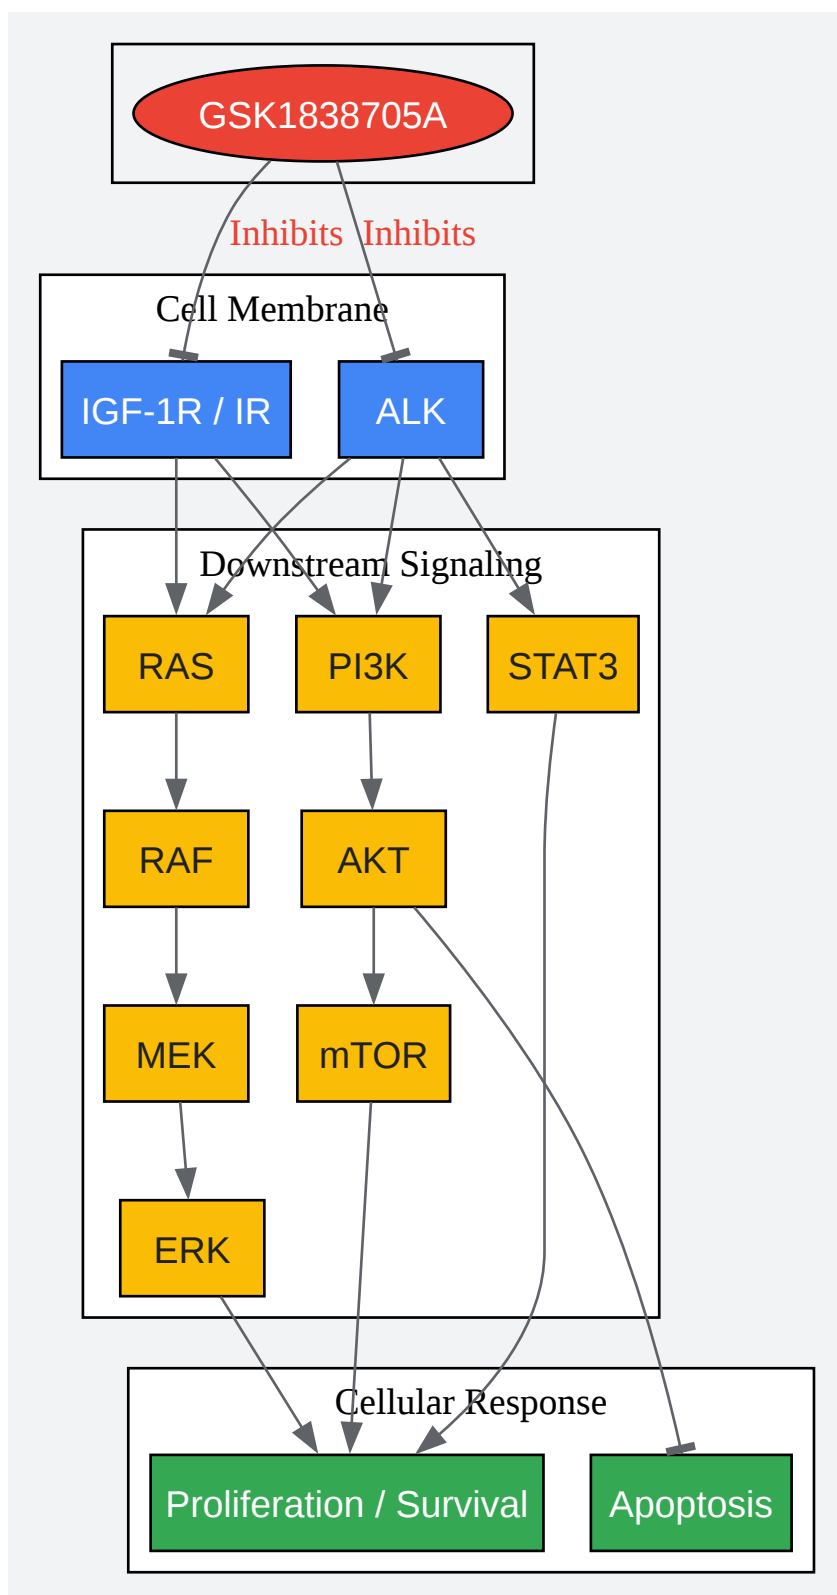 GSK1838705A
Inhibits
Inhibits
Cell Membrane
IGF-1R / IR
ALK
Downstream Signaling
RAS
PI3K
STAT3
RAF
AKT
MEK
mTOR
ERK
Cellular Response
Proliferation / Survival
Apoptosis